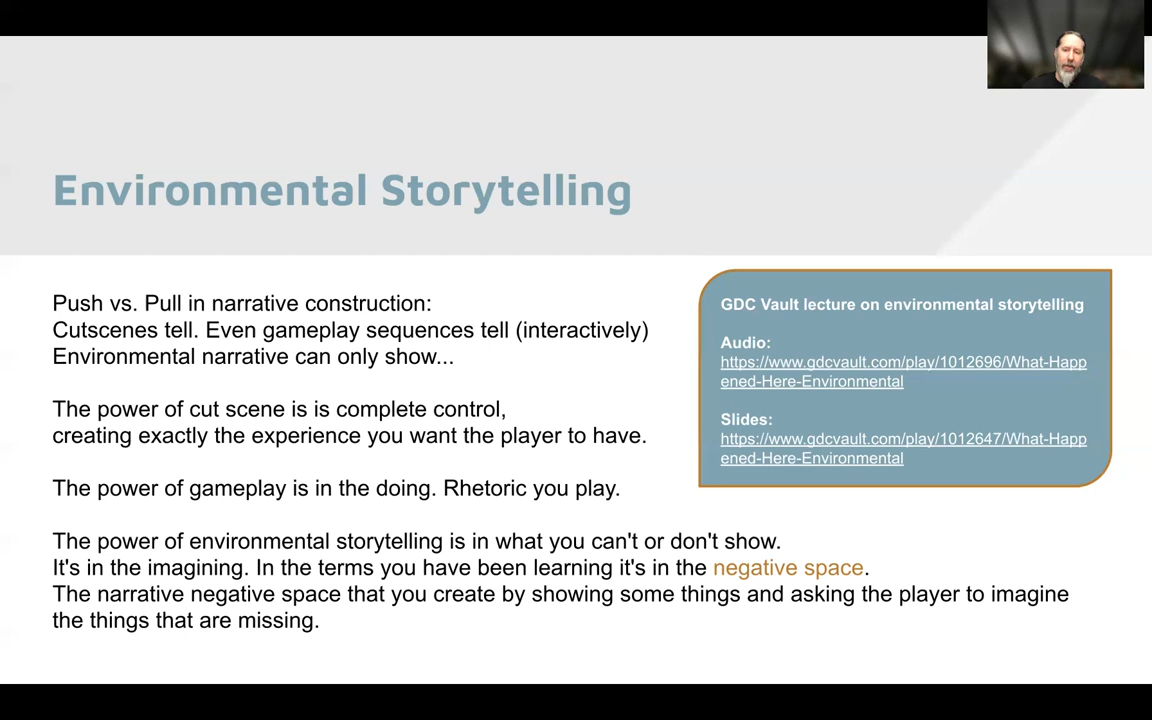 Environmental Storytelling
Push vs. Pull in narrative construction:
Cutscenes tell. Even gameplay sequences tell (interactively)
Environmental narrative can only show...
The power of cut scene is is complete control,
creating exactly the experience you want the player to have.
The power of gameplay is in the doing. Rhetoric you play.
The power of environmental storytelling is in what you can't or don't show.
It's in the imagining. In the terms you have been learning it's in the negative space.
The narrative negative space that you create by showing some things and asking the player to imagine
the things that are missing.
GDC Vault lecture on environmental storytelling
Audio:
https://www.gdcvault.com/play/1012696/What-Happ
ened-Here-Environmental
Slides:
https://www.gdcvault.com/play/1012647/What-Happ
ened-Here-Environmental